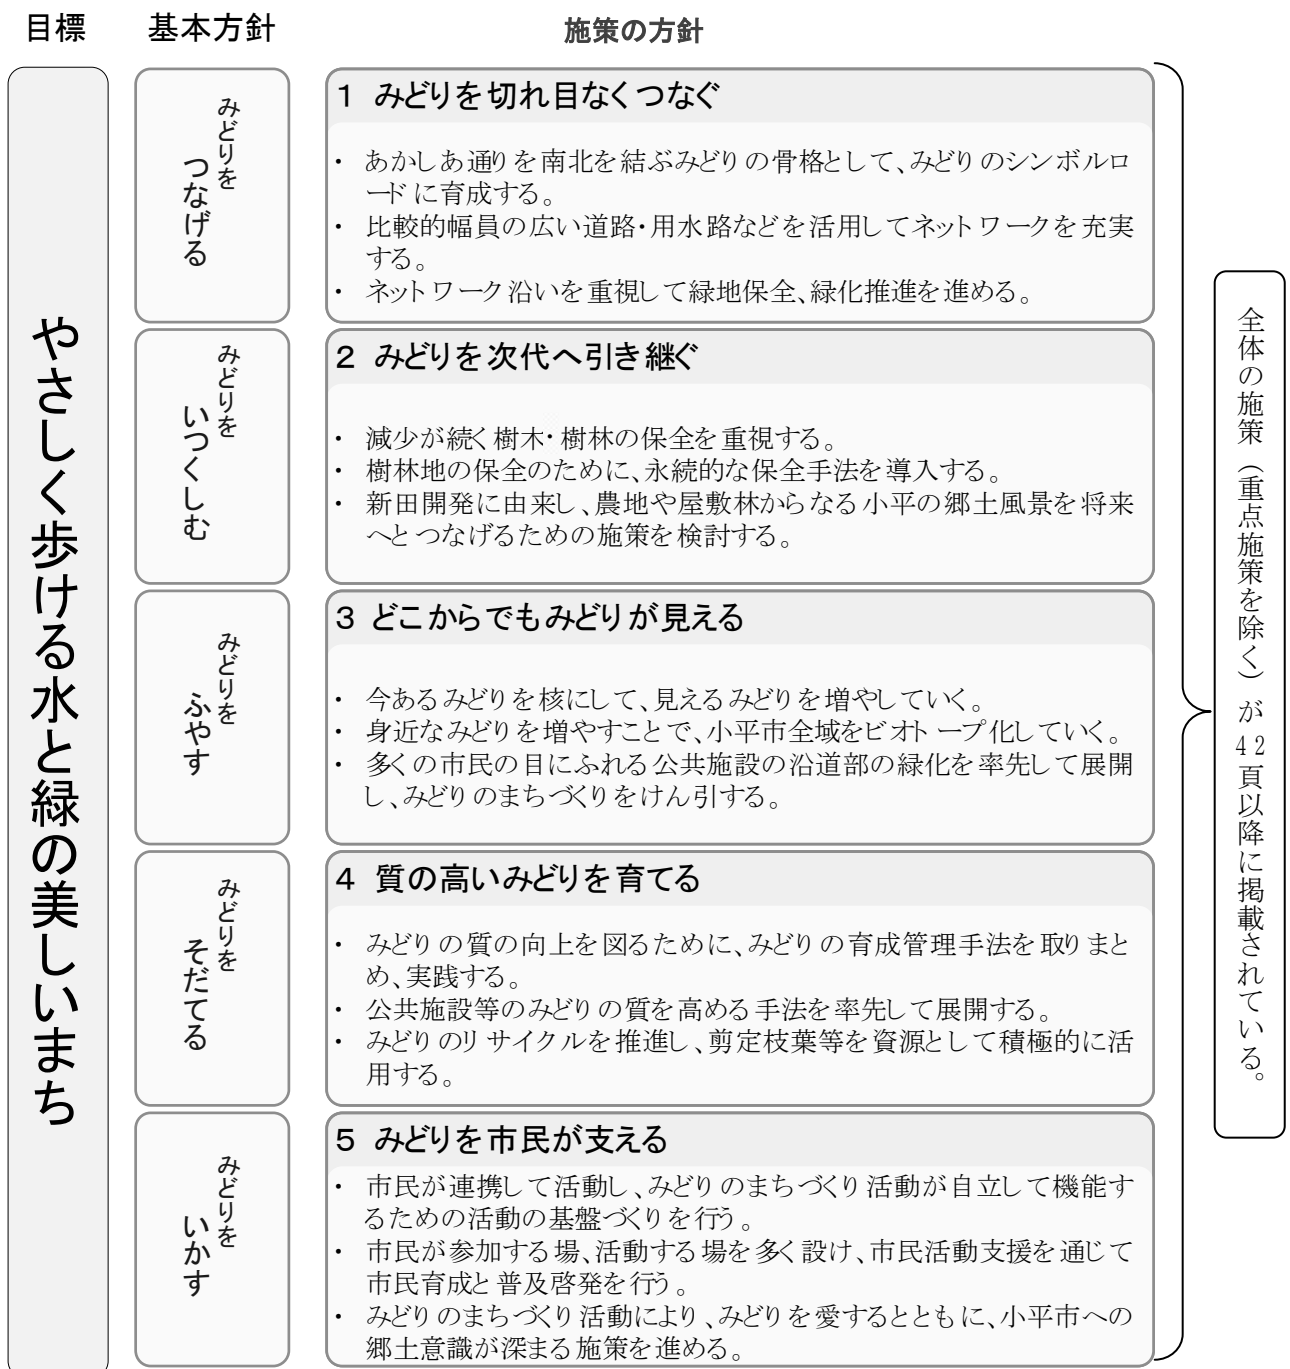 目標
基本方針
施策の方針
やさしく歩ける水と緑の美しいまち
みどりを
つなげる
1 みどりを切れ目なくつなぐ
・ あかしあ通りを南北を結ぶみどりの骨格として、みどりのシンボルロ
ードに育成する。
・ 比較的幅員の広い道路・用水路などを活用してネットワークを充実
する。
・ ネットワーク沿いを重視して緑地保全、緑化推進を進める。
みどりを
いつくしむ
2 みどりを次代へ引き継ぐ
・ 減少が続く樹木・樹林の保全を重視する。
・ 樹林地の保全のために、永続的な保全手法を導入する。
・ 新田開発に由来し、農地や屋敷林からなる小平の郷土風景を将来
へとつなげるための施策を検討する。
みどりを
ふやす
3 どこからでもみどりが見える
・ 今あるみどりを核にして、見えるみどりを増やしていく。
・ 身近なみどりを増やすことで、小平市全域をビオトープ化していく。
・ 多くの市民の目にふれる公共施設の沿道部の緑化を率先して展開
し、みどりのまちづくりをけん引する。
みどりを
そだてる
4 質の高いみどりを育てる
・ みどりの質の向上を図るために、みどりの育成管理手法を取りまと
め、実践する。
・ 公共施設等のみどりの質を高める手法を率先して展開する。
・ みどりのリサイクルを推進し、剪定枝葉等を資源として積極的に活
用する。
みどりを
いかす
5 みどりを市民が支える
・ 市民が連携して活動し、みどりのまちづくり活動が自立して機能す
るための活動の基盤づくりを行う。
・ 市民が参加する場、活動する場を多く設け、市民活動支援を通じて
市民育成と普及啓発を行う。
・ みどりのまちづくり活動により、みどりを愛するとともに、小平市への
郷土意識が深まる施策を進める。
全体の施策（重点施策を除く）が42頁以降に掲載されている。